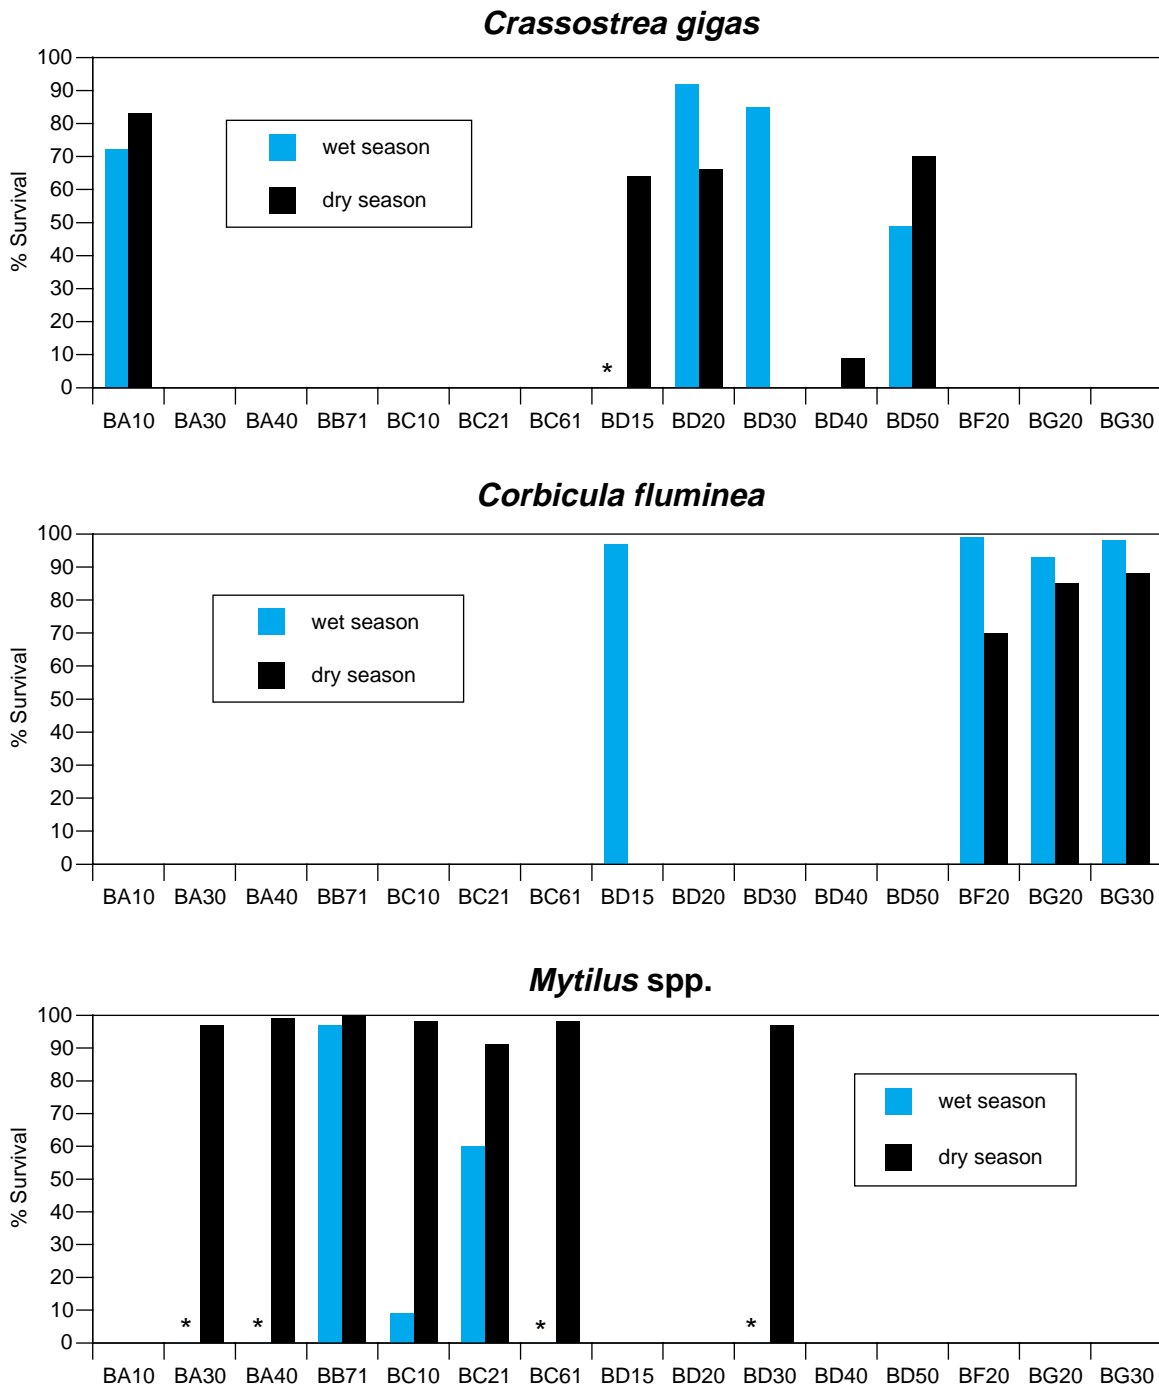 Crassostrea gigas
% Survival
100
90
80
70
60
50
40
30
20
10
0
wet season
dry season
*
BA10 BA30 BA40 BB71 BC10 BC21 BC61 BD15 BD20 BD30 BD40 BD50 BF20 BG20 BG30
Corbicula fluminea
% Survival
100
90
80
70
60
50
40
30
20
10
0
wet season
dry season
BA10 BA30 BA40 BB71 BC10 BC21 BC61 BD15 BD20 BD30 BD40 BD50 BF20 BG20 BG30
Mytilus spp.
% Survival
100
90
80
70
60
50
40
30
20
10
0
wet season
dry season
* * * *
BA10 BA30 BA40 BB71 BC10 BC21 BC61 BD15 BD20 BD30 BD40 BD50 BF20 BG20 BG30